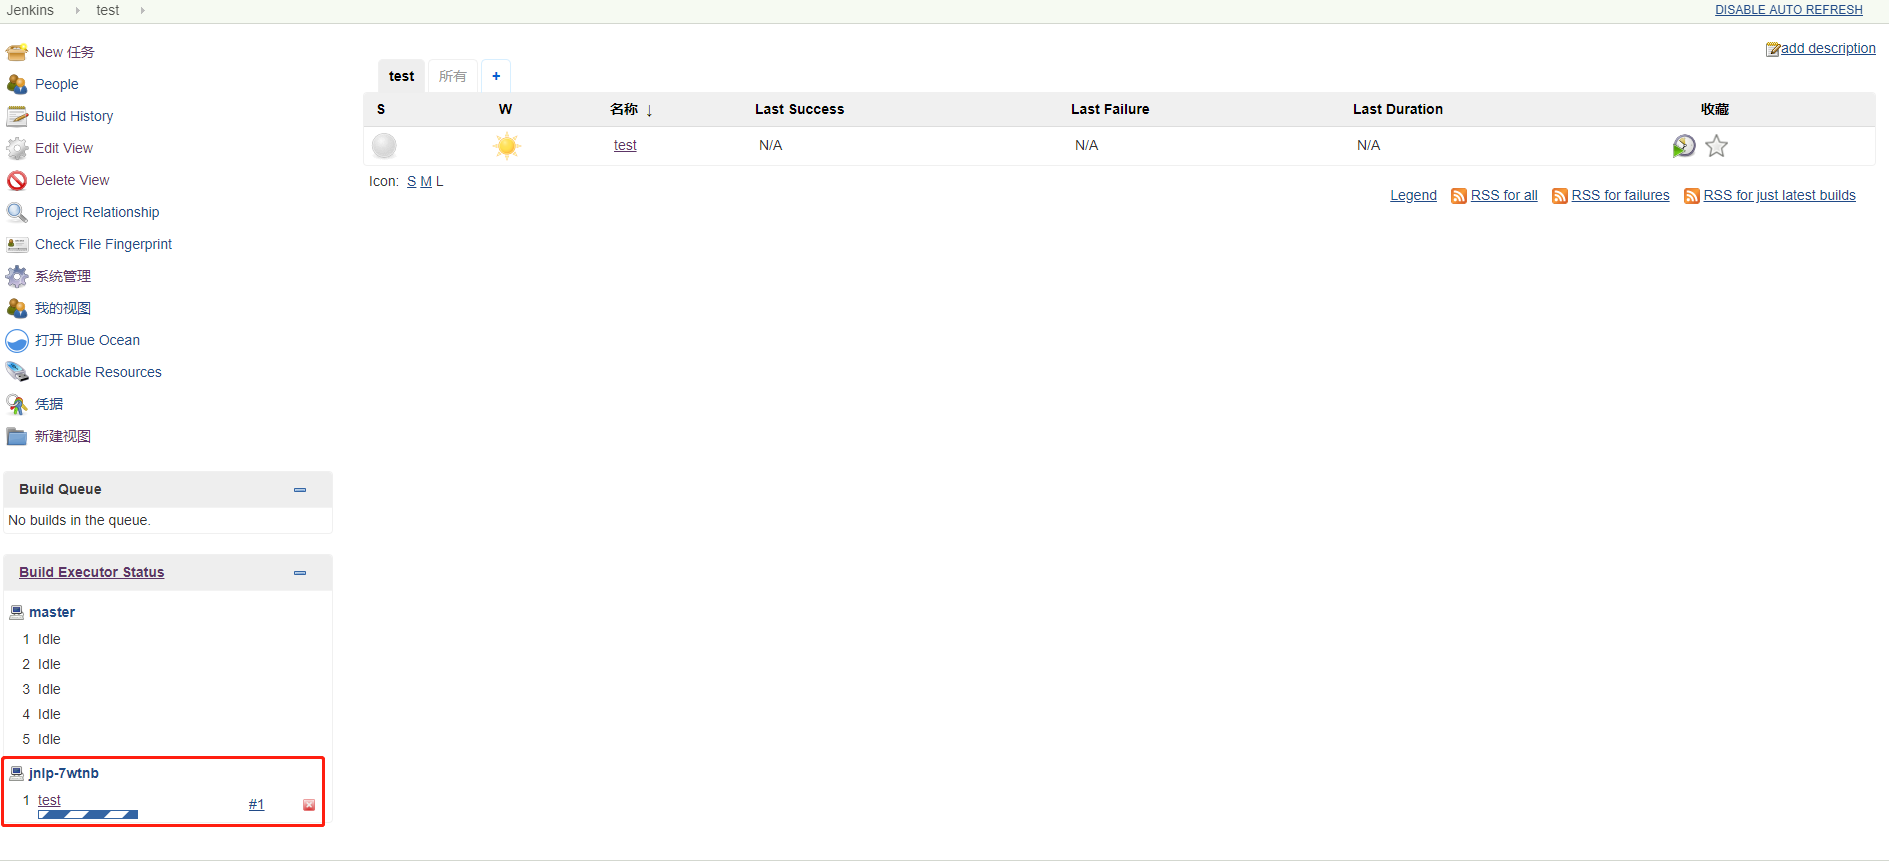 Jenkins test
DISABLE AUTO REFRESH
add description
New 任务
People
Build History
Edit View
Delete View
Project Relationship
Check File Fingerprint
系统管理
我的视图
打开 Blue Ocean
Lockable Resources
凭据
新建视图
Build Queue
No builds in the queue.
Build Executor Status
master
1 Idle
2 Idle
3 Idle
4 Idle
5 Idle
jnlp-7wtnb
1 test #1
test 所有 +
S W 名称 ↓ Last Success Last Failure Last Duration 收藏
test N/A N/A N/A
Icon: S M L
Legend RSS for all RSS for failures RSS for just latest builds